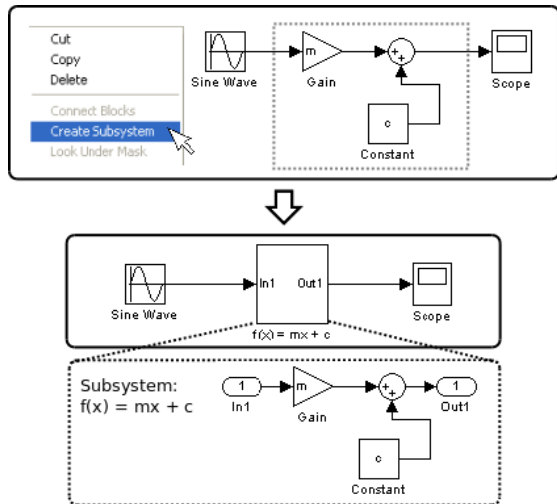 Cut
Copy
Delete
Connect Blocks
Create Subsystem
Look Under Mask
Sine Wave
m
Gain
+
+
c
Constant
Scope
Sine Wave
In1 Out1
f(x) = mx + c
Scope
Subsystem:
f(x) = mx + c
1
In1
m
Gain
+
+
1
Out1
c
Constant